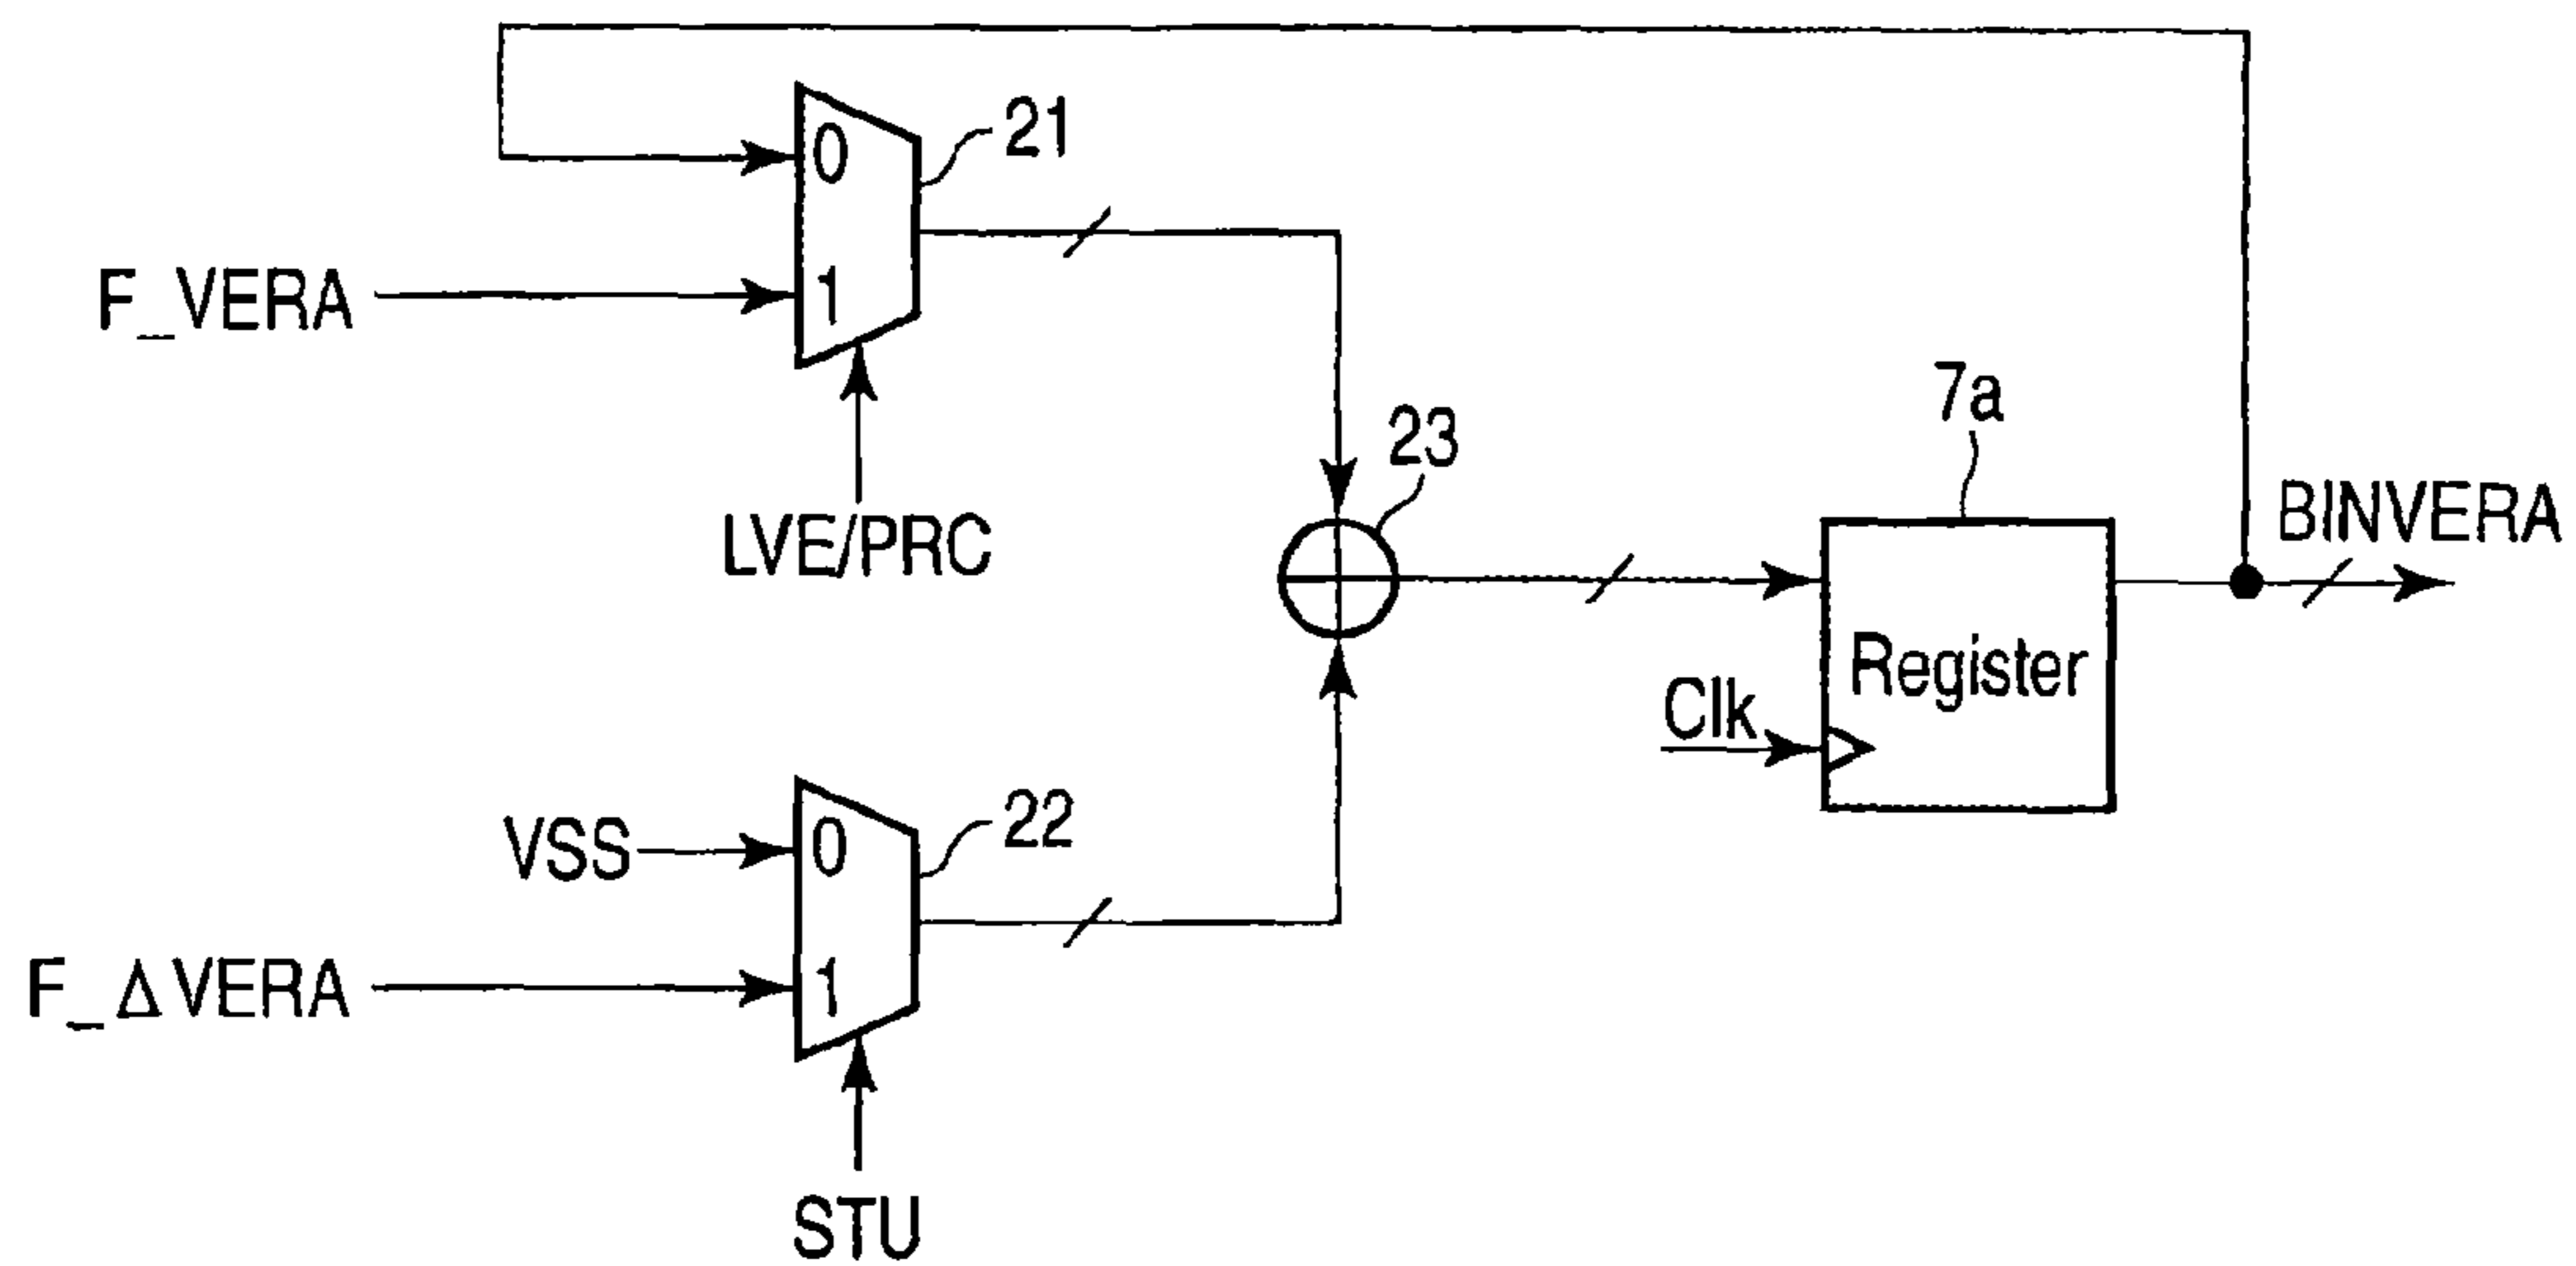 0
21
F_VERA
1
LVE/PRC
23
7a
BINVERA
Register
Clk
VSS
0
22
F_ΔVERA
1
STU